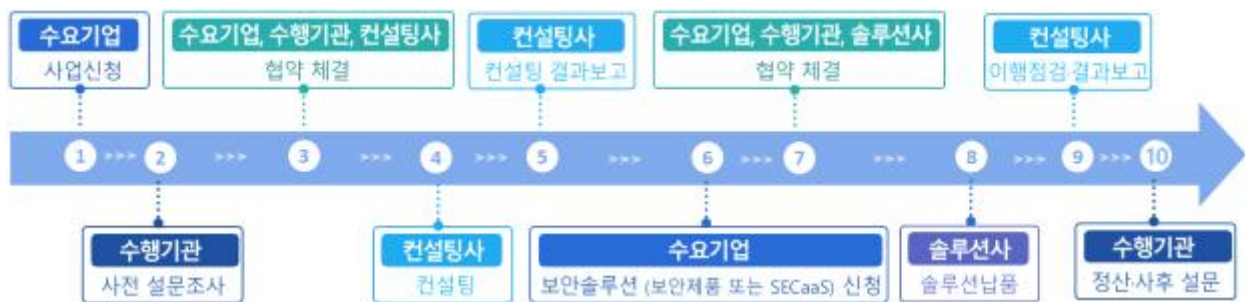 수요기업
사업신청
수요기업, 수행기관, 컨설팅사
협약 체결
컨설팅사
컨설팅 결과보고
수요기업, 수행기관, 솔루션사
협약 체결
컨설팅사
이행점검·결과보고
1 >>> 2 >>> 3 >>> 4 >>> 5 >>> 6 >>> 7 >>> 8 >>> 9 >>> 10
수행기관
사전 설문조사
컨설팅사
컨설팅
수요기업
보안솔루션 (보안제품 또는 SECaaS) 신청
솔루션사
솔루션납품
수행기관
정산·사후 설문